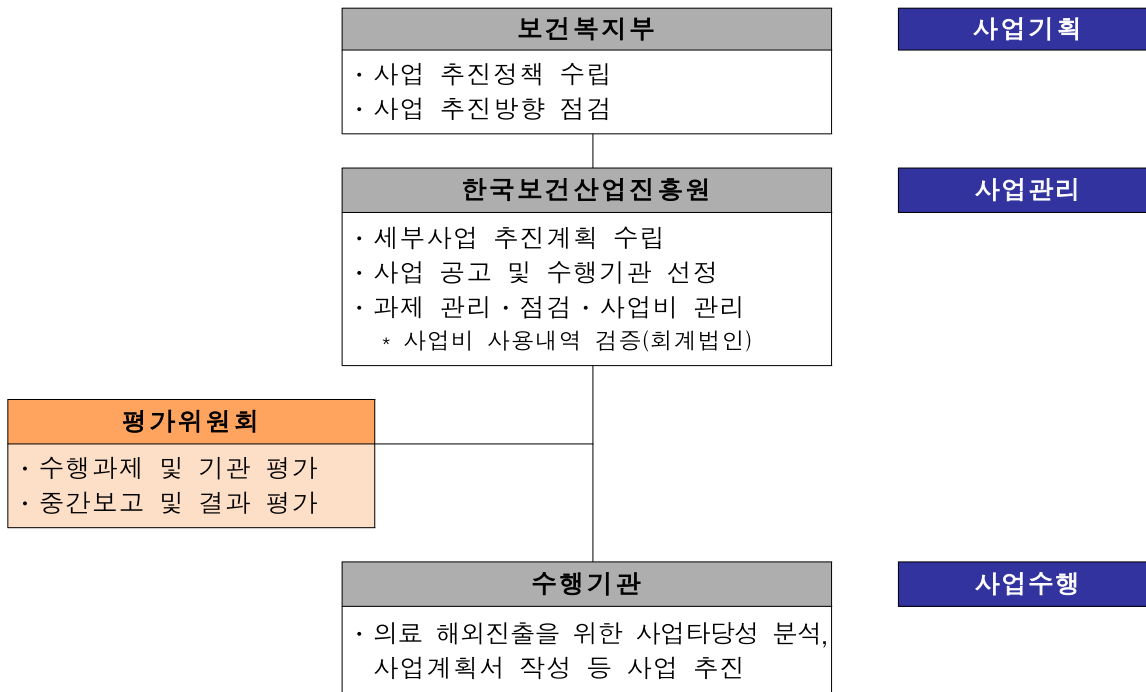 보건복지부
사업기획
· 사업 추진정책 수립
· 사업 추진방향 점검
한국보건산업진흥원
사업관리
· 세부사업 추진계획 수립
· 사업 공고 및 수행기관 선정
· 과제 관리 · 점검 · 사업비 관리
* 사업비 사용내역 검증(회계법인)
평가위원회
· 수행과제 및 기관 평가
· 중간보고 및 결과 평가
수행기관
사업수행
· 의료 해외진출을 위한 사업타당성 분석,
사업계획서 작성 등 사업 추진